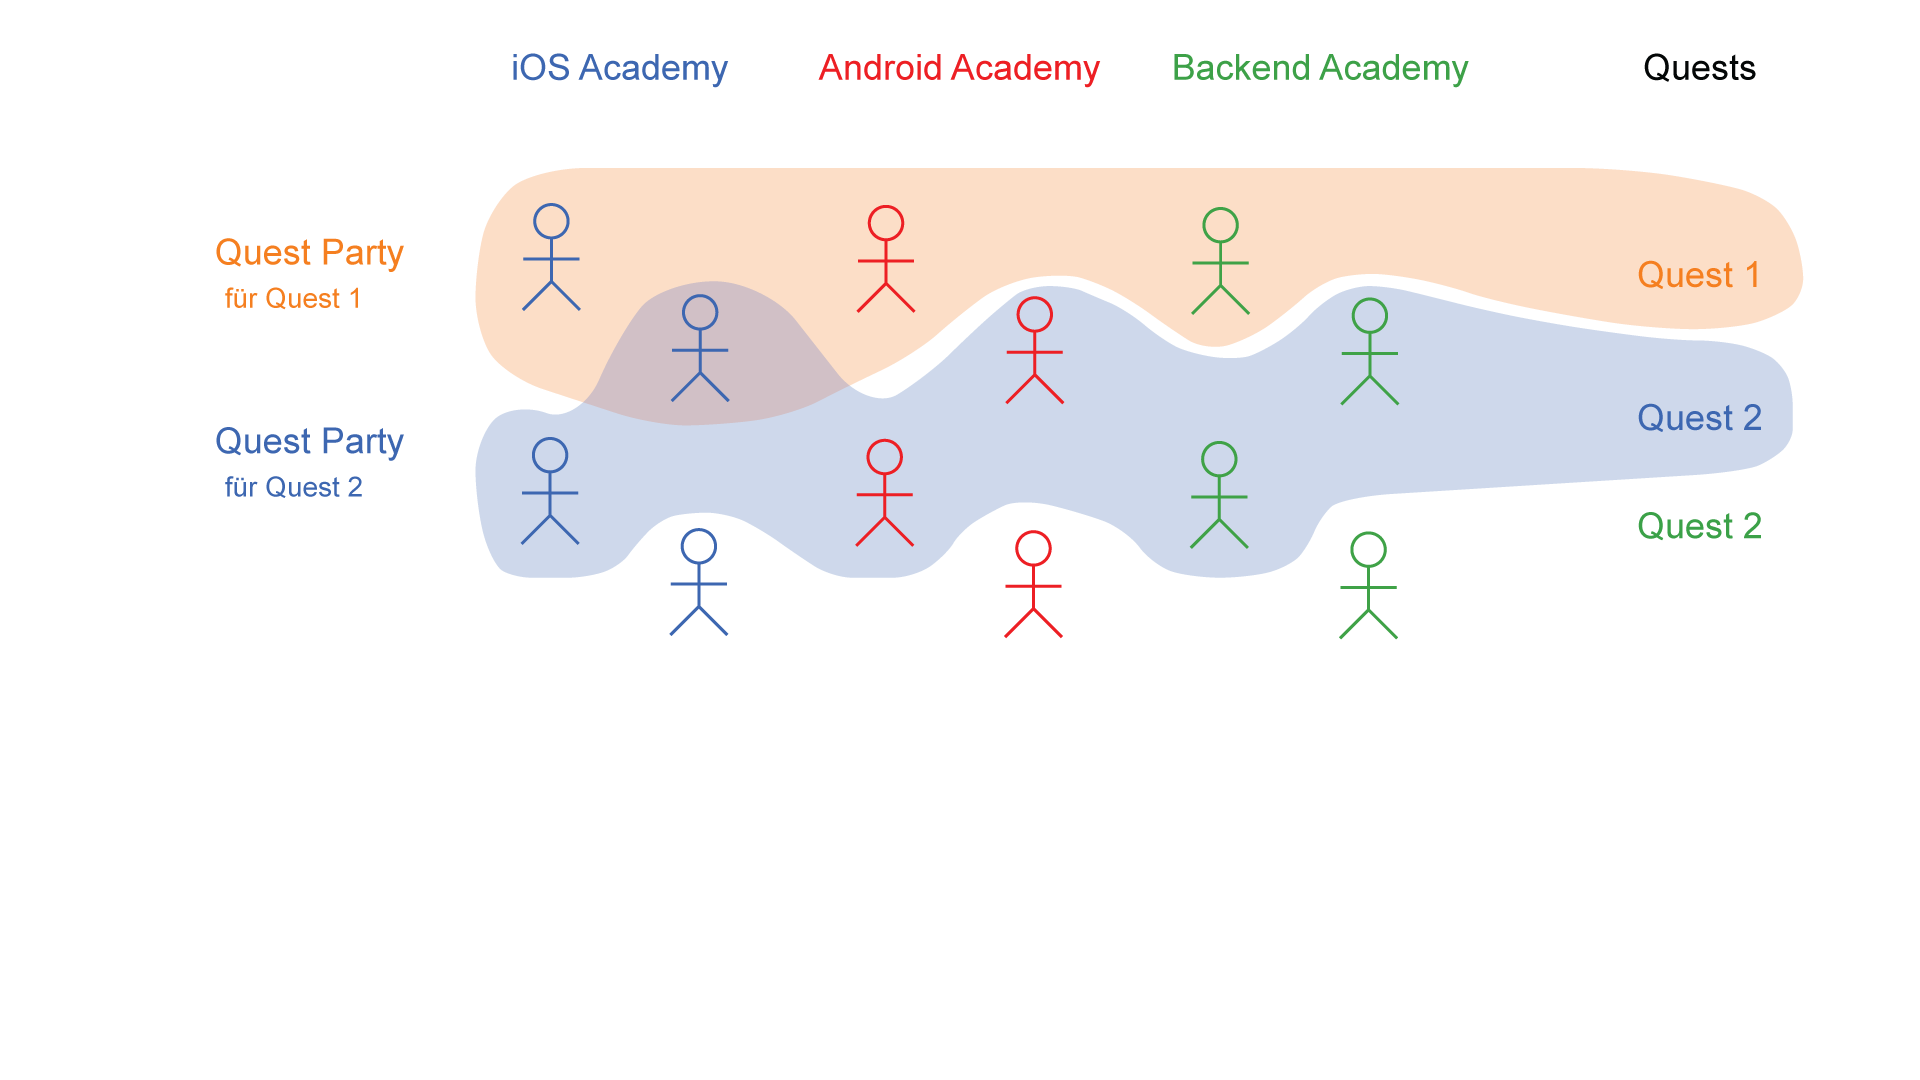 iOS Academy
Android Academy
Backend Academy
Quests
Quest Party
für Quest 1
Quest 1
Quest Party
für Quest 2
Quest 2
Quest 2